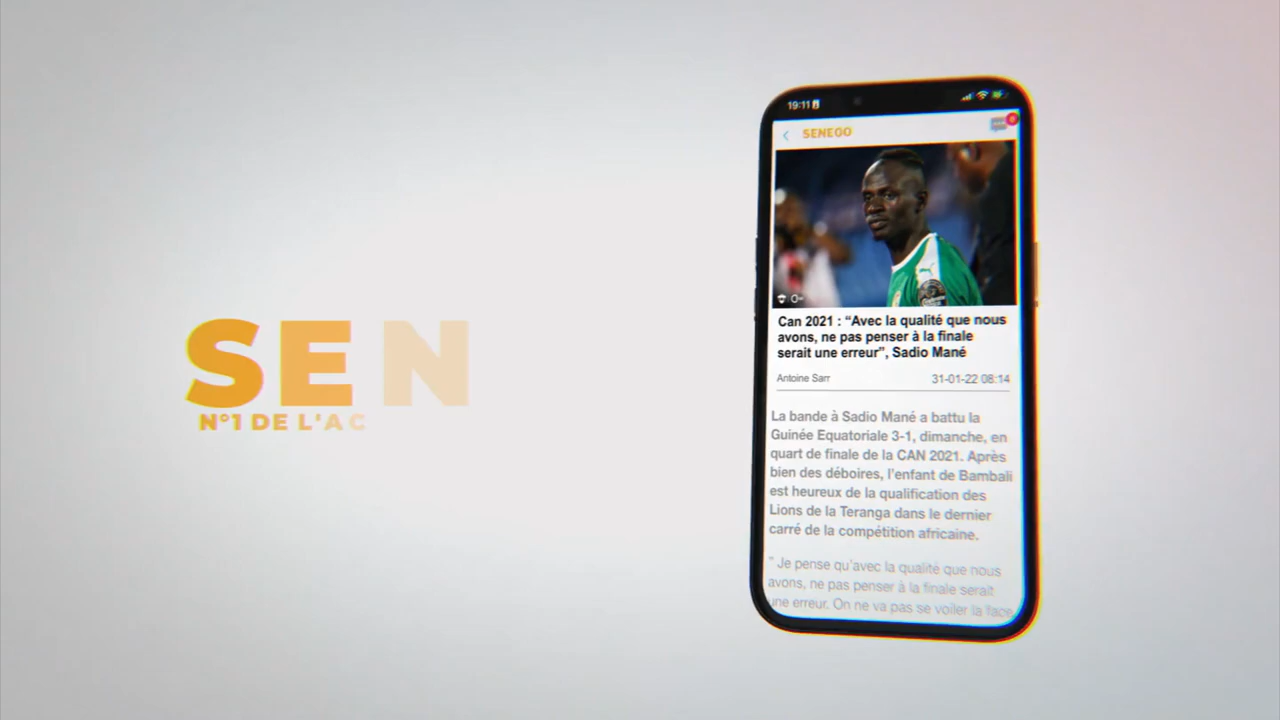 SEN
N°1 DE L'AC
19:11
SENEGO
Can 2021 : “Avec la qualité que nous
avons, ne pas penser à la finale
serait une erreur”, Sadio Mané
Antoine Sarr 31-01-22 08:14
La bande à Sadio Mané a battu la
Guinée Equatoriale 3-1, dimanche, en
quart de finale de la CAN 2021. Après
bien des déboires, l'enfant de Bambali
est heureux de la qualification des
Lions de la Teranga dans le dernier
carré de la compétition africaine.
" Je pense qu'avec la qualité que nous
avons, ne pas penser à la finale serait
une erreur. On ne va pas se voiler la face